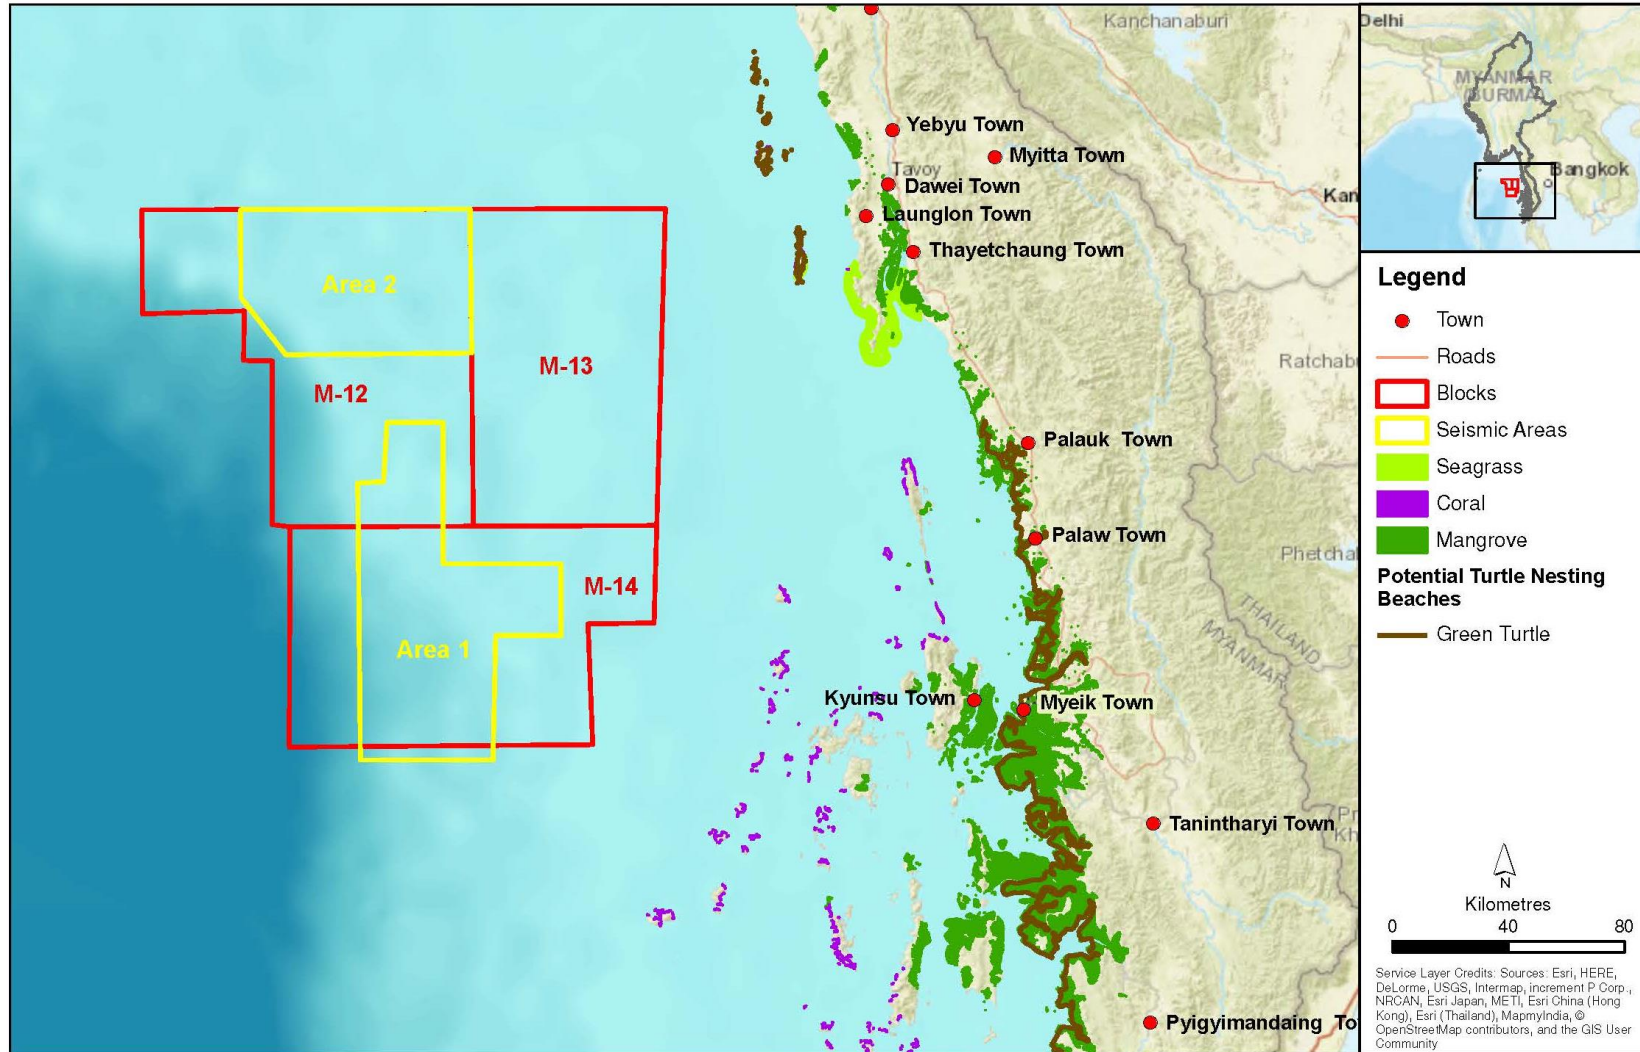 Kanchanaburi
Yebyu Town
Myitta Town
Tavoy
Dawei Town
Launglon Town
Thayetchaung Town
Kan
Area 2
M-13
M-12
Ratchabu
Palauk Town
Palaw Town
Phetchab
M-14
THAILAND
MYANMAR
Area 1
Kyunsu Town
Myeik Town
Tanintharyi Town
Pr
Kh
Pyigyimandaing To
Delhi
MYANMAR
(BURMA)
Bangkok
Legend
Town
Roads
Blocks
Seismic Areas
Seagrass
Coral
Mangrove
Potential Turtle Nesting
Beaches
Green Turtle
N
Kilometres
0 40 80
Service Layer Credits: Sources: Esri, HERE,
DeLorme, USGS, Intermap, increment P Corp.,
NRCAN, Esri Japan, METI, Esri China (Hong
Kong), Esri (Thailand), MapmyIndia, ©
OpenStreetMap contributors, and the GIS User
Community